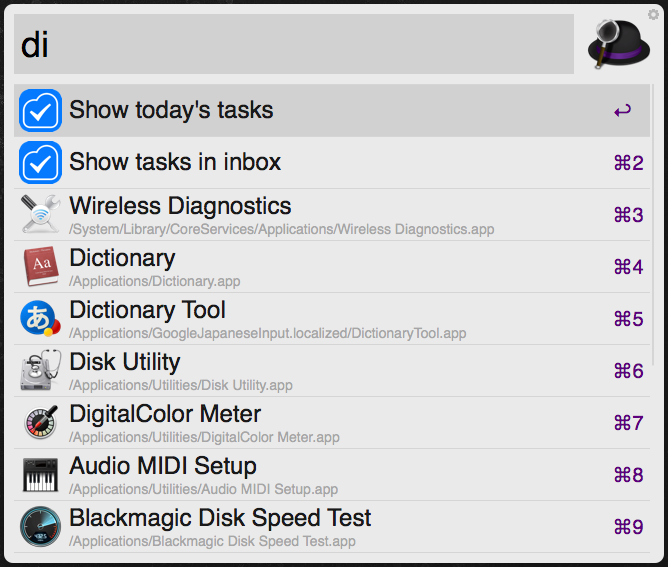 di
Show today's tasks ↩
Show tasks in inbox ⌘2
Wireless Diagnostics ⌘3
/System/Library/CoreServices/Applications/Wireless Diagnostics.app
Aa
Dictionary ⌘4
/Applications/Dictionary.app
あ
Dictionary Tool ⌘5
/Applications/GoogleJapaneseInput.localized/DictionaryTool.app
Disk Utility ⌘6
/Applications/Utilities/Disk Utility.app
DigitalColor Meter ⌘7
/Applications/Utilities/DigitalColor Meter.app
Audio MIDI Setup ⌘8
/Applications/Utilities/Audio MIDI Setup.app
Blackmagic Disk Speed Test ⌘9
/Applications/Blackmagic Disk Speed Test.app